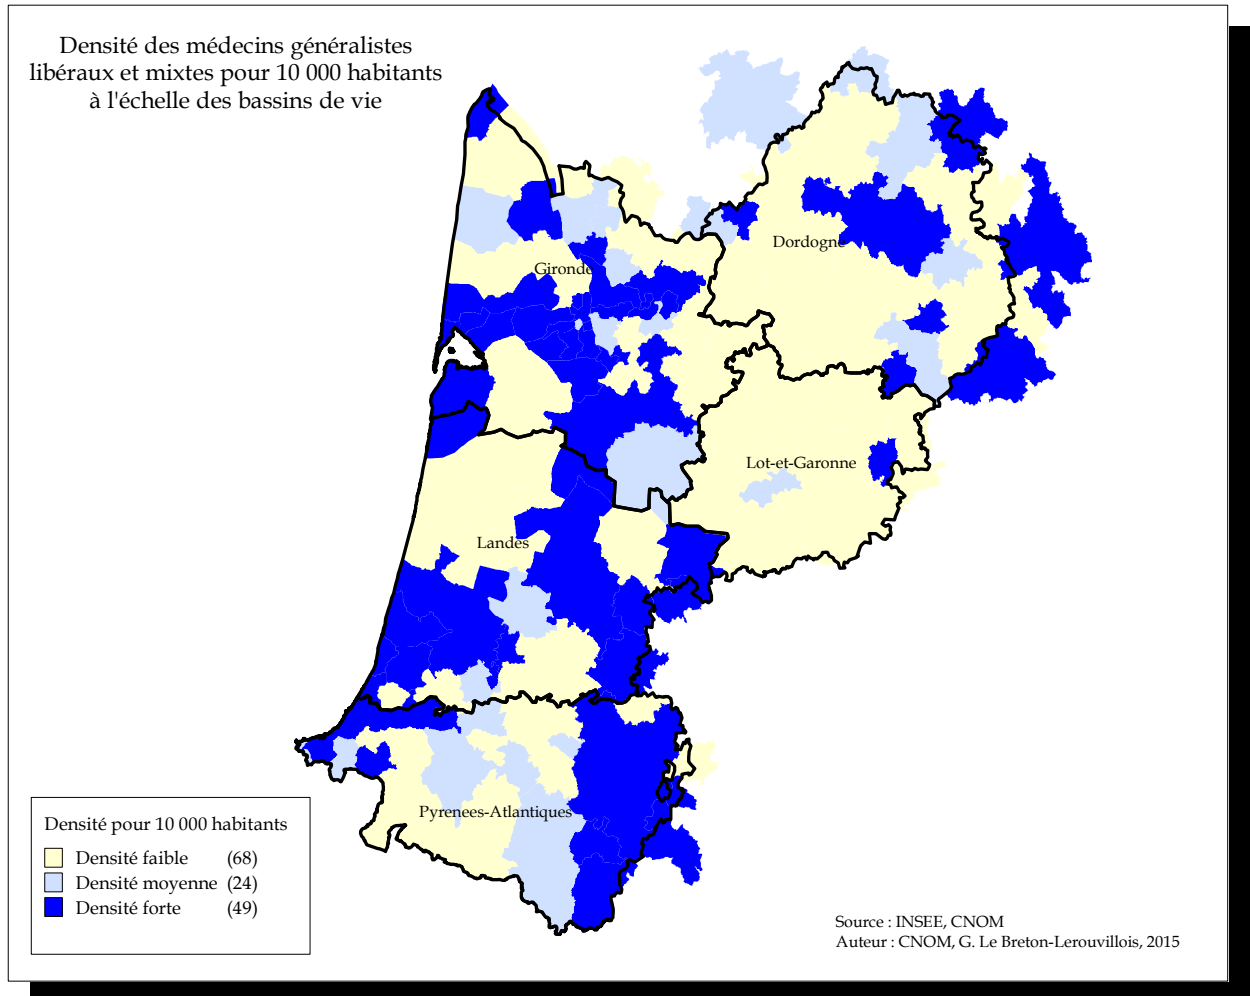 Densité des médecins généralistes
libéraux et mixtes pour 10 000 habitants
à l'échelle des bassins de vie
Dordogne
Gironde
Lot-et-Garonne
Landes
Pyrenees-Atlantiques
Densité pour 10 000 habitants
Densité faible (68)
Densité moyenne (24)
Densité forte (49)
Source : INSEE, CNOM
Auteur : CNOM, G. Le Breton-Lerouvillois, 2015